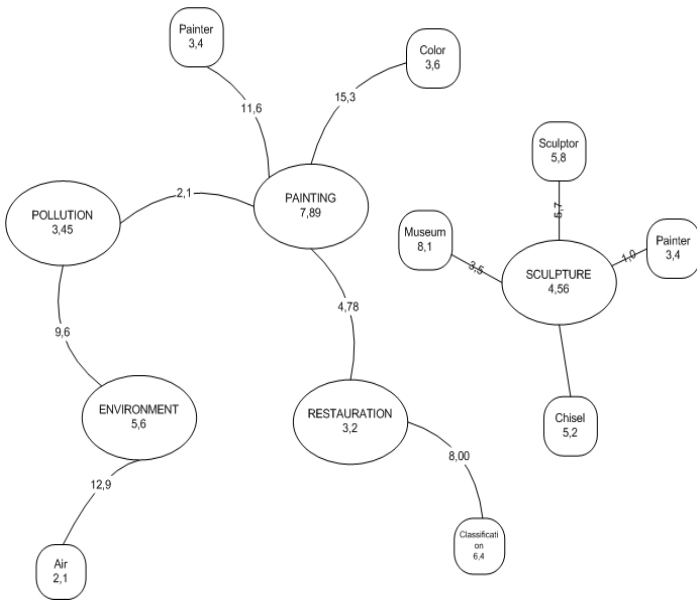 Painter
3,4
Color
3,6
11,6
15,3
Sculptor
5,8
PAINTING
7,89
2,1
POLLUTION
3,45
5,7
Museum
8,1
Painter
3,4
1,0
3,5
SCULPTURE
4,56
4,78
9,6
ENVIRONMENT
5,6
RESTAURATION
3,2
Chisel
5,2
8,00
12,9
Classificati
on
6,4
Air
2,1